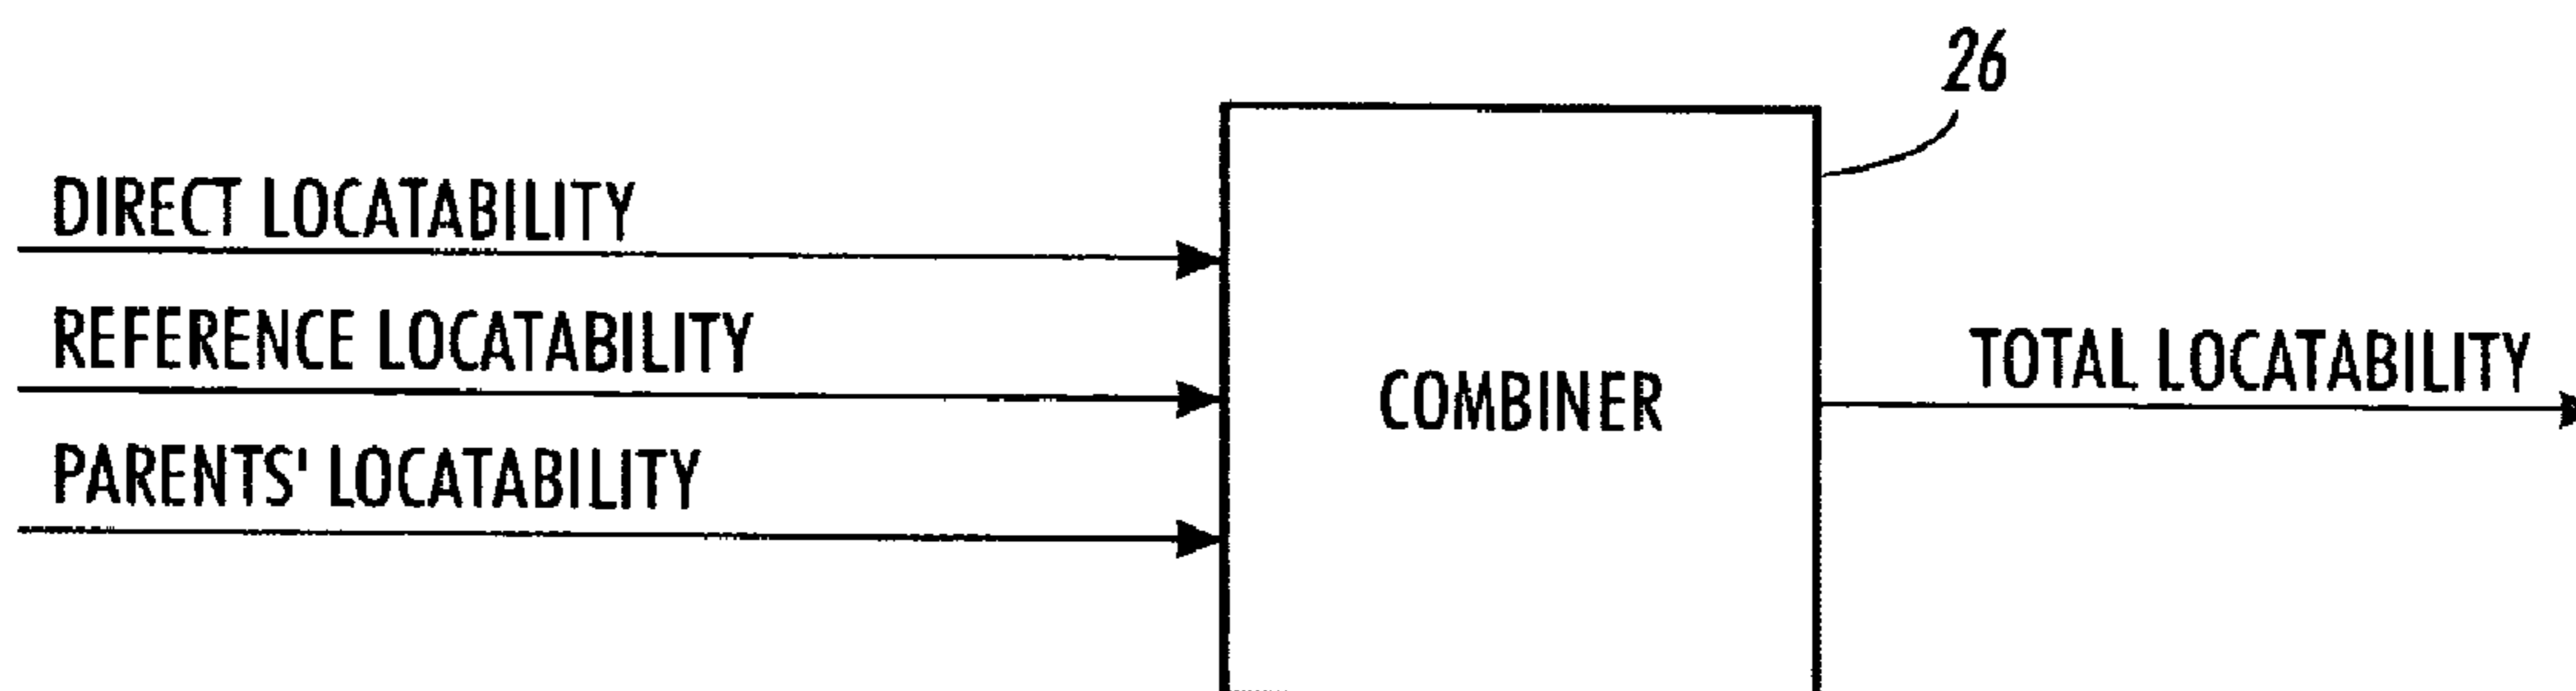 26
DIRECT LOCATABILITY
REFERENCE LOCATABILITY
PARENTS' LOCATABILITY
COMBINER
TOTAL LOCATABILITY